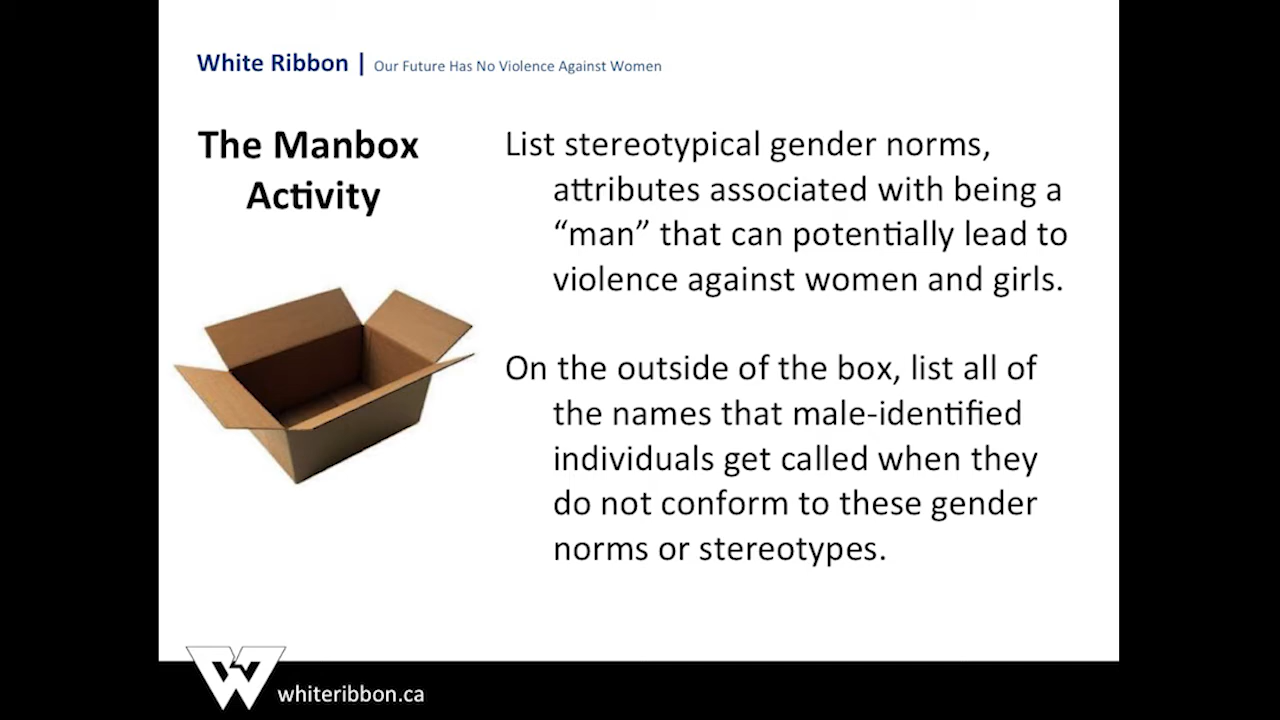 White Ribbon | Our Future Has No Violence Against Women
The Manbox
Activity
List stereotypical gender norms,
attributes associated with being a
“man” that can potentially lead to
violence against women and girls.
On the outside of the box, list all of
the names that male-identified
individuals get called when they
do not conform to these gender
norms or stereotypes.
W whiteribbon.ca